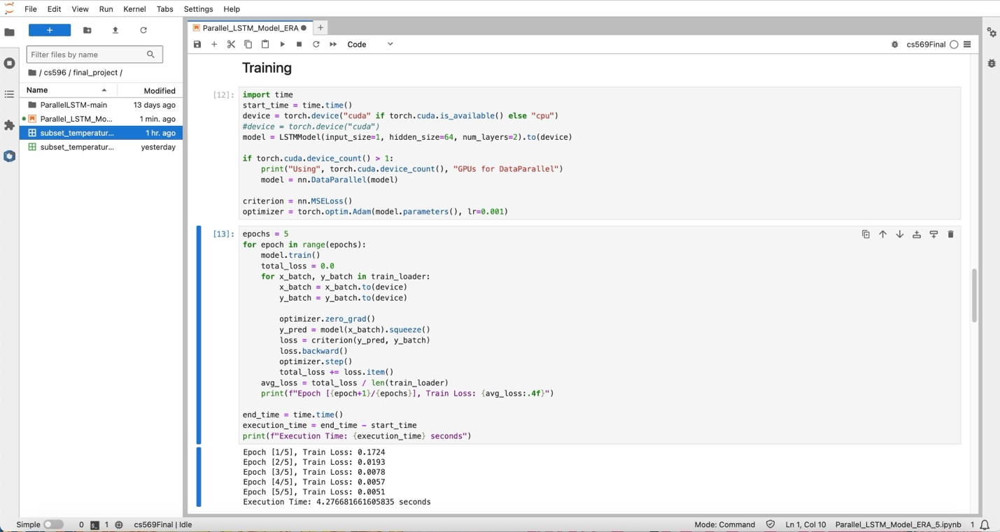 File Edit View Run Kernel Tabs Settings Help
Parallel_LSTM_Model_ERA
Code
cs569Final
Filter files by name
/ cs596 / final_project /
Name Modified
ParallelLSTM-main 13 days ago
Parallel_LSTM_Mo... 1 min. ago
subset_temperatur... 1 hr. ago
subset_temperatur... yesterday
Training
[12]:
import time
start_time = time.time()
device = torch.device("cuda" if torch.cuda.is_available() else "cpu")
#device = torch.device("cuda")
model = LSTMModel(input_size=1, hidden_size=64, num_layers=2).to(device)
if torch.cuda.device_count() > 1:
    print("Using", torch.cuda.device_count(), "GPUs for DataParallel")
    model = nn.DataParallel(model)
criterion = nn.MSELoss()
optimizer = torch.optim.Adam(model.parameters(), lr=0.001)
[13]:
epochs = 5
for epoch in range(epochs):
    model.train()
    total_loss = 0.0
    for x_batch, y_batch in train_loader:
        x_batch = x_batch.to(device)
        y_batch = y_batch.to(device)
        optimizer.zero_grad()
        y_pred = model(x_batch).squeeze()
        loss = criterion(y_pred, y_batch)
        loss.backward()
        optimizer.step()
        total_loss += loss.item()
    avg_loss = total_loss / len(train_loader)
    print(f"Epoch [{epoch+1}/{epochs}], Train Loss: {avg_loss:.4f}")
end_time = time.time()
execution_time = end_time - start_time
print(f"Execution Time: {execution_time} seconds")
Epoch [1/5], Train Loss: 0.1724
Epoch [2/5], Train Loss: 0.0193
Epoch [3/5], Train Loss: 0.0078
Epoch [4/5], Train Loss: 0.0057
Epoch [5/5], Train Loss: 0.0051
Execution Time: 4.276681661605835 seconds
Simple 0 1 cs569Final | Idle Mode: Command Ln 1, Col 10 Parallel_LSTM_Model_ERA_5.ipynb 1